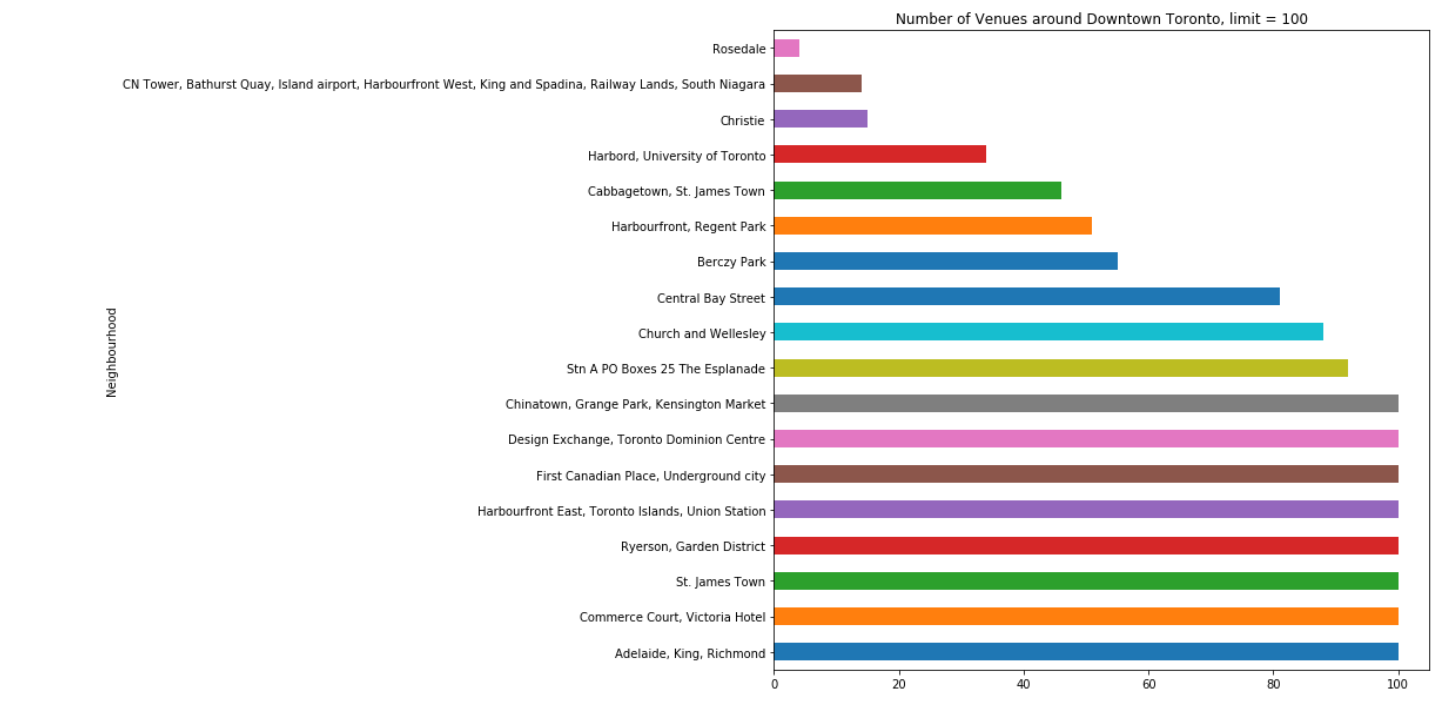 Number of Venues around Downtown Toronto, limit = 100
Rosedale
CN Tower, Bathurst Quay, Island airport, Harbourfront West, King and Spadina, Railway Lands, South Niagara
Christie
Harbord, University of Toronto
Cabbagetown, St. James Town
Harbourfront, Regent Park
Berczy Park
Central Bay Street
Church and Wellesley
Stn A PO Boxes 25 The Esplanade
Chinatown, Grange Park, Kensington Market
Design Exchange, Toronto Dominion Centre
First Canadian Place, Underground city
Harbourfront East, Toronto Islands, Union Station
Ryerson, Garden District
St. James Town
Commerce Court, Victoria Hotel
Adelaide, King, Richmond
Neighbourhood
0 20 40 60 80 100